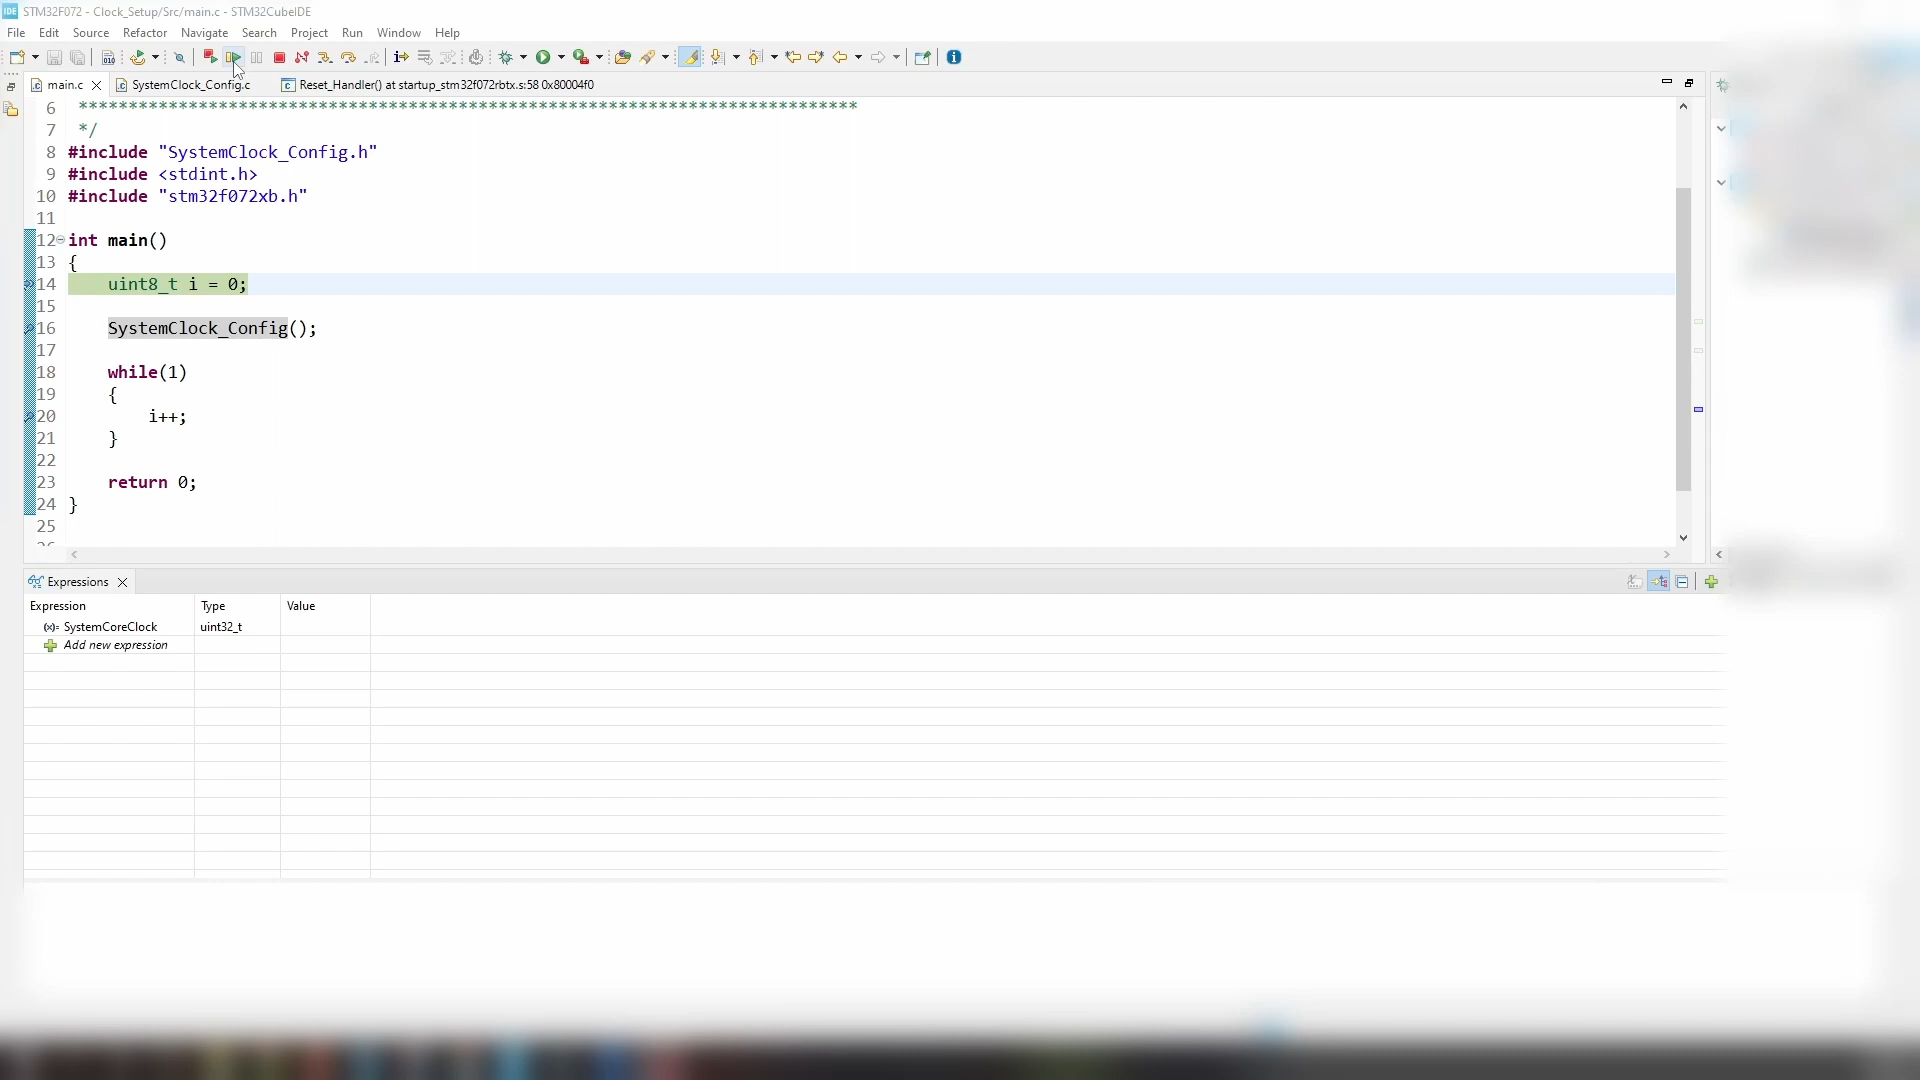 IDE STM32F072 - Clock_Setup/Src/main.c - STM32CubeIDE
File Edit Source Refactor Navigate Search Project Run Window Help
main.c SystemClock_Config.c Reset_Handler() at startup_stm32f072rbtx.s:58 0x80004f0
6 ******************************************************************************
7 */
8 #include "SystemClock_Config.h"
9 #include <stdint.h>
10 #include "stm32f072xb.h"
11
12 int main()
13 {
14 uint8_t i = 0;
15
16 SystemClock_Config();
17
18 while(1)
19 {
20 i++;
21 }
22
23 return 0;
24 }
25
Expressions
Expression Type Value
(x)= SystemCoreClock uint32_t
Add new expression